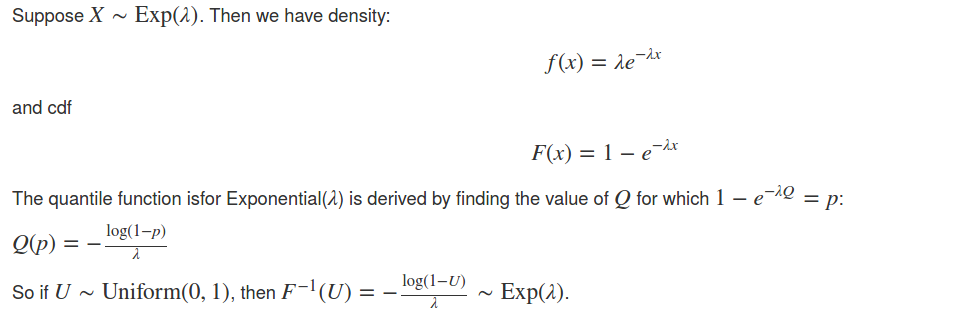 Suppose X ∼ Exp(λ). Then we have density:
f(x) = λe^{−λx}
and cdf
F(x) = 1 − e^{−λx}
The quantile function isfor Exponential(λ) is derived by finding the value of Q for which 1 − e^{−λQ} = p:
Q(p) = − \frac{log(1−p)}{λ}
So if U ∼ Uniform(0, 1), then F^{−1}(U) = − \frac{log(1−U)}{λ} ∼ Exp(λ).